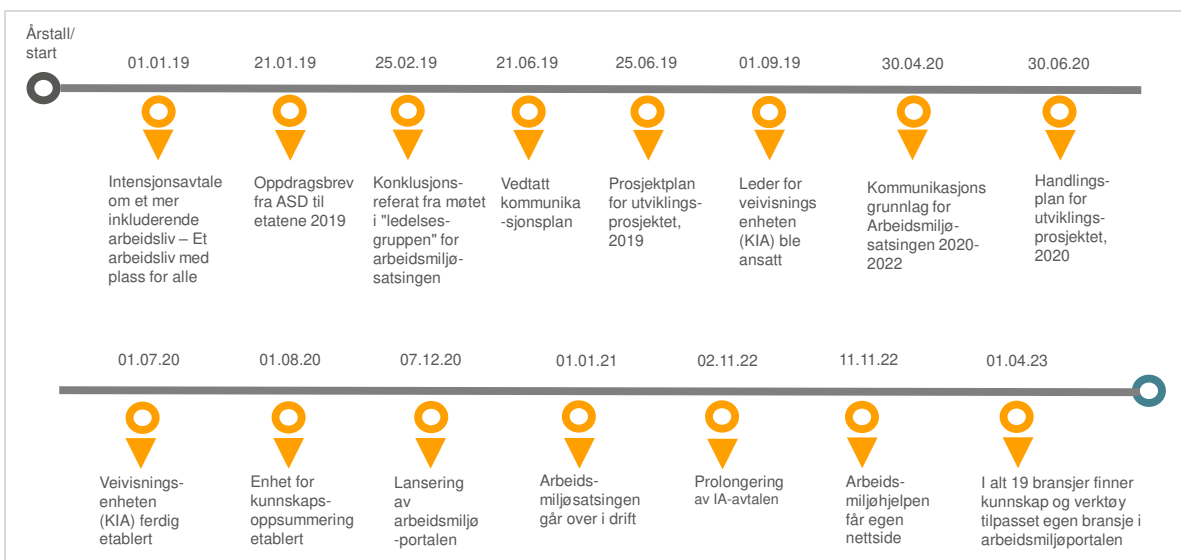 Årstall/
start
01.01.19
21.01.19
25.02.19
21.06.19
25.06.19
01.09.19
30.04.20
30.06.20
Intensjonsavtale
om et mer
inkluderende
arbeidsliv – Et
arbeidsliv med
plass for alle
Oppdragsbrev
fra ASD til
etatene 2019
Konklusjons-
referat fra møtet
i "ledelses-
gruppen" for
arbeidsmiljø-
satsingen
Vedtatt
kommunika
-sjonsplan
Prosjektplan
for utviklings-
prosjektet,
2019
Leder for
veivisnings
enheten
(KIA) ble
ansatt
Kommunikasjons
grunnlag for
Arbeidsmiljø-
satsingen 2020-
2022
Handlings-
plan for
utviklings-
prosjektet,
2020
01.07.20
01.08.20
07.12.20
01.01.21
02.11.22
11.11.22
01.04.23
Veivisnings-
enheten
(KIA) ferdig
etablert
Enhet for
kunnskaps-
oppsummering
etablert
Lansering
av
arbeidsmiljø
-portalen
Arbeids-
miljøsatsingen
går over i drift
Prolongering
av IA-avtalen
Arbeids-
miljøhjelpen
får egen
nettside
I alt 19 bransjer finner
kunnskap og verktøy
tilpasset egen bransje i
arbeidsmiljøportalen